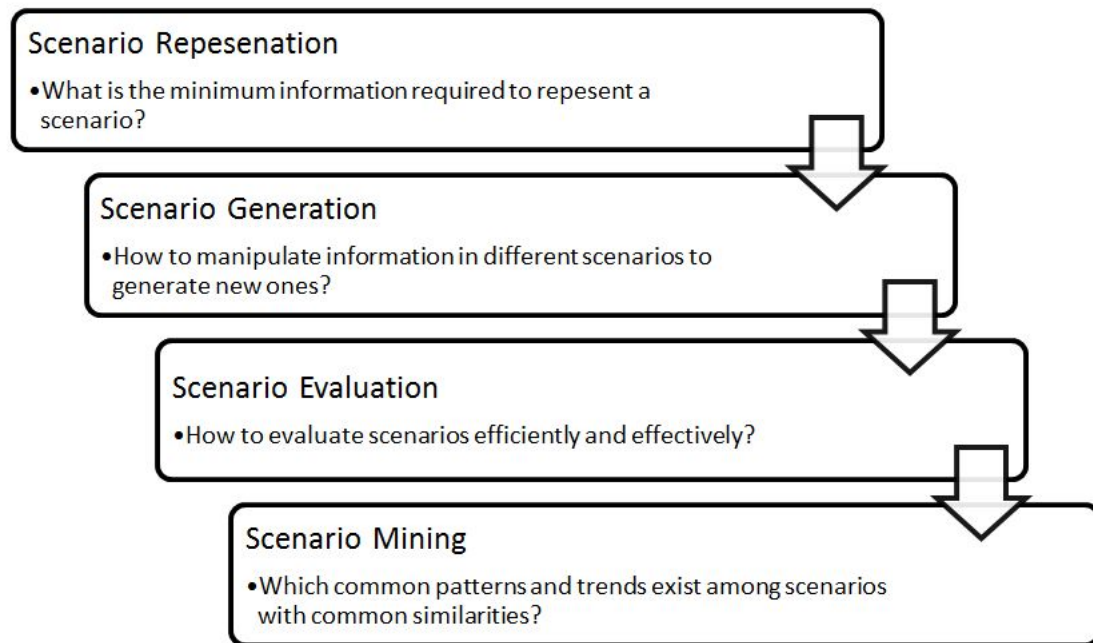 Scenario Repesenation
•What is the minimum information required to repesent a
scenario?
Scenario Generation
•How to manipulate information in different scenarios to
generate new ones?
Scenario Evaluation
•How to evaluate scenarios efficiently and effectively?
Scenario Mining
•Which common patterns and trends exist among scenarios
with common similarities?